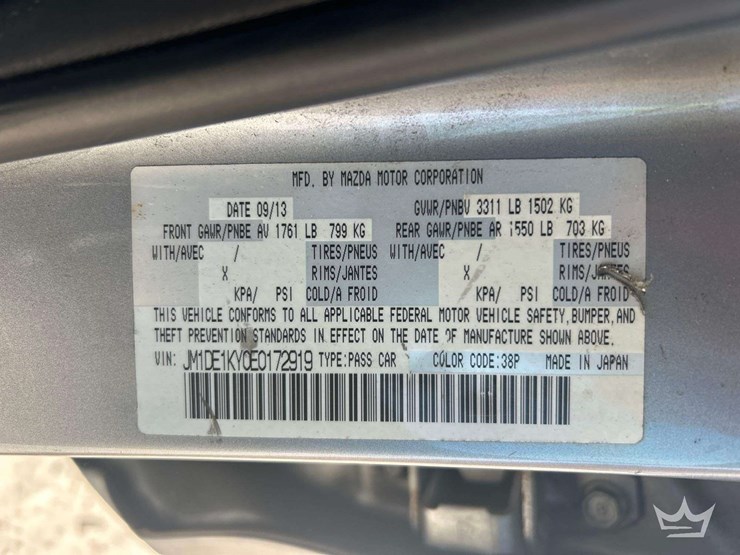 MFD. BY MAZDA MOTOR CORPORATION
DATE 09/13 GVWR/PNBV 3311 LB 1502 KG
FRONT GAWR/PNBE AV 1761 LB 799 KG REAR GAWR/PNBE AR 1550 LB 703 KG
WITH/AVEC / TIRES/PNEUS WITH/AVEC / TIRES/PNEUS
X RIMS/JANTES X RIMS/JANTES
KPA/ PSI COLD/A FROID KPA/ PSI COLD/A FROID
THIS VEHICLE CONFORMS TO ALL APPLICABLE FEDERAL MOTOR VEHICLE SAFETY, BUMPER, AND
THEFT PREVENTION STANDARDS IN EFFECT ON THE DATE OF MANUFACTURE SHOWN ABOVE.
VIN: JM1DE1KY0E0172919 TYPE:PASS CAR COLOR CODE:38P MADE IN JAPAN